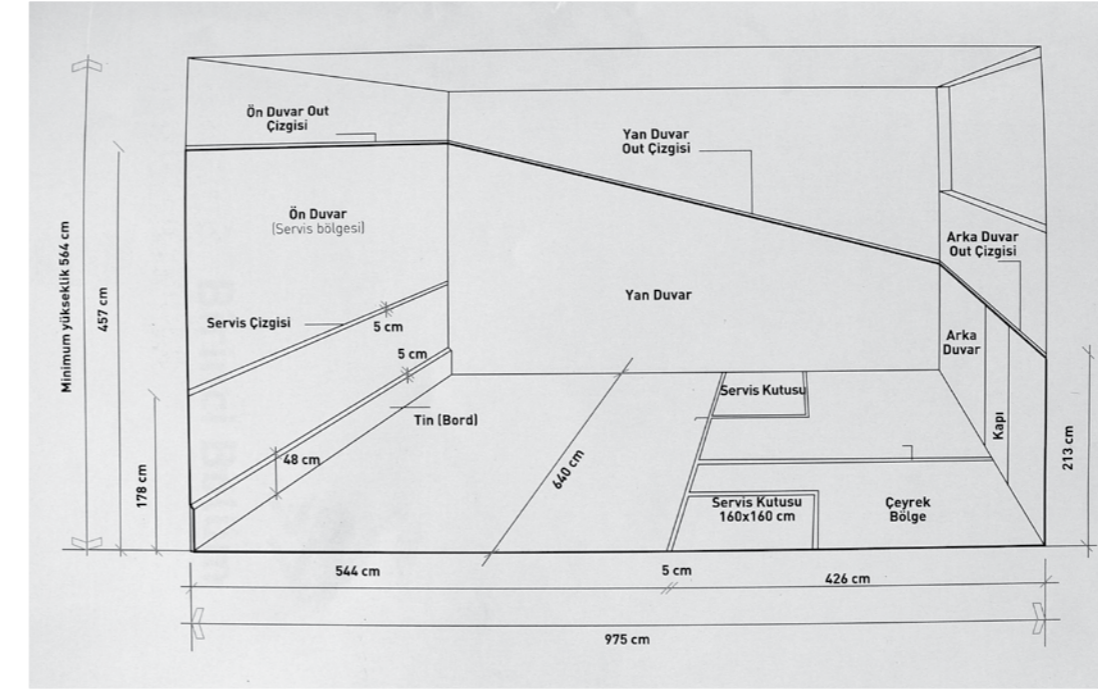 Ön Duvar Out
Çizgisi
Yan Duvar
Out Çizgisi
Ön Duvar
(Servis bölgesi)
Arka Duvar
Out Çizgisi
Minimum yükseklik 564 cm
457 cm
Yan Duvar
Servis Çizgisi
5 cm
5 cm
Arka
Duvar
Servis Kutusu
Tin (Bord)
Kapı
48 cm
640 cm
178 cm
213 cm
Servis Kutusu
160x160 cm
Çeyrek
Bölge
544 cm
5 cm
426 cm
975 cm